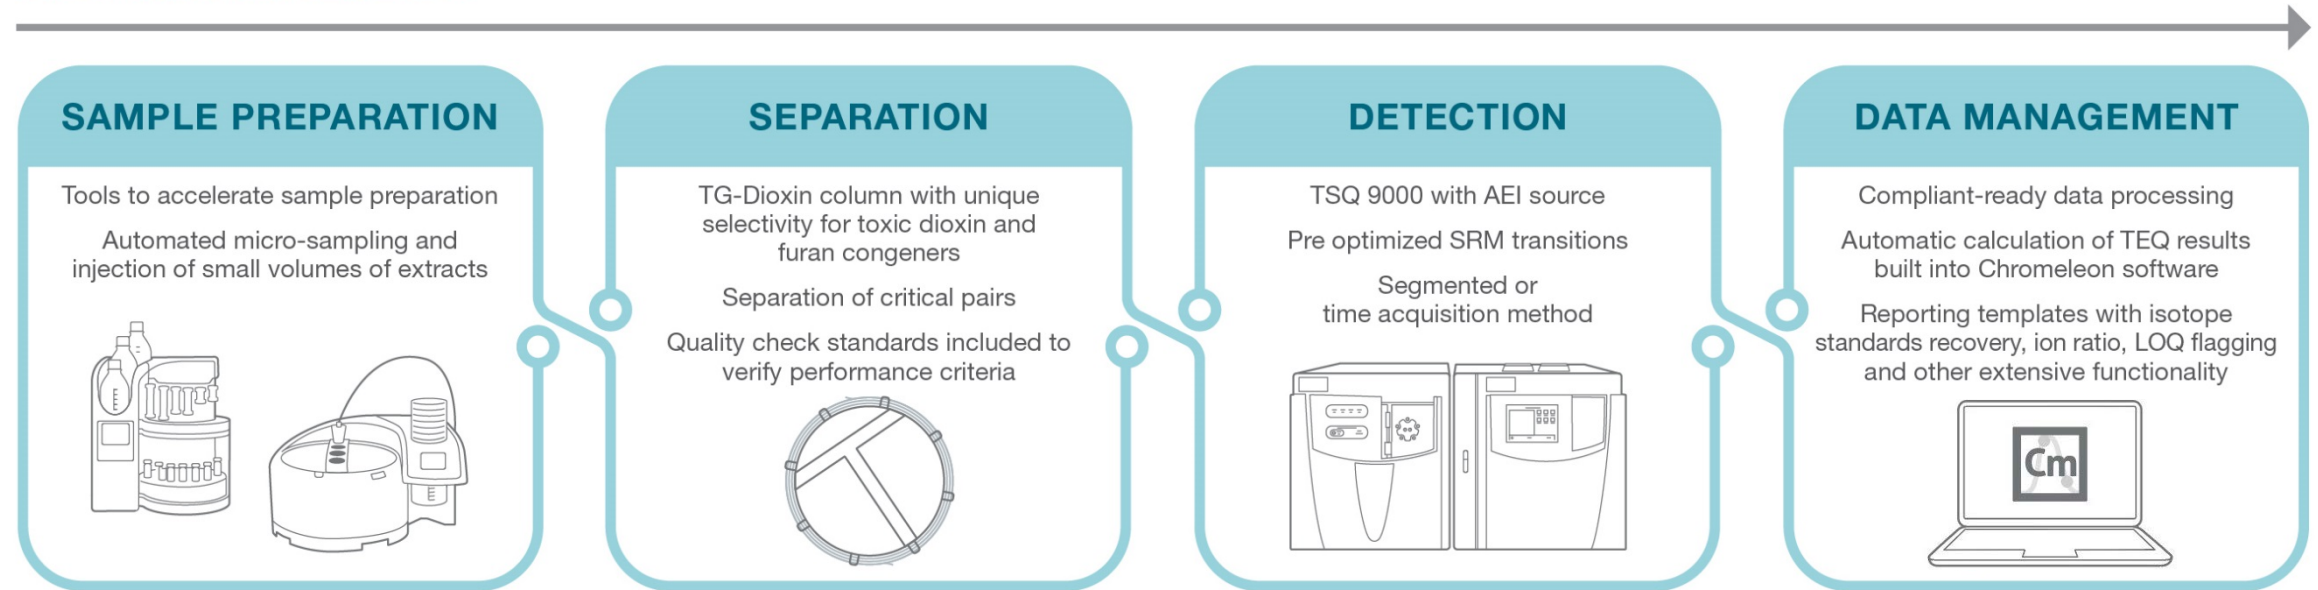 SAMPLE PREPARATION
Tools to accelerate sample preparation
Automated micro-sampling and
injection of small volumes of extracts
SEPARATION
TG-Dioxin column with unique
selectivity for toxic dioxin and
furan congeners
Separation of critical pairs
Quality check standards included to
verify performance criteria
DETECTION
TSQ 9000 with AEI source
Pre optimized SRM transitions
Segmented or
time acquisition method
DATA MANAGEMENT
Compliant-ready data processing
Automatic calculation of TEQ results
built into Chromeleon software
Reporting templates with isotope
standards recovery, ion ratio, LOQ flagging
and other extensive functionality
Cm